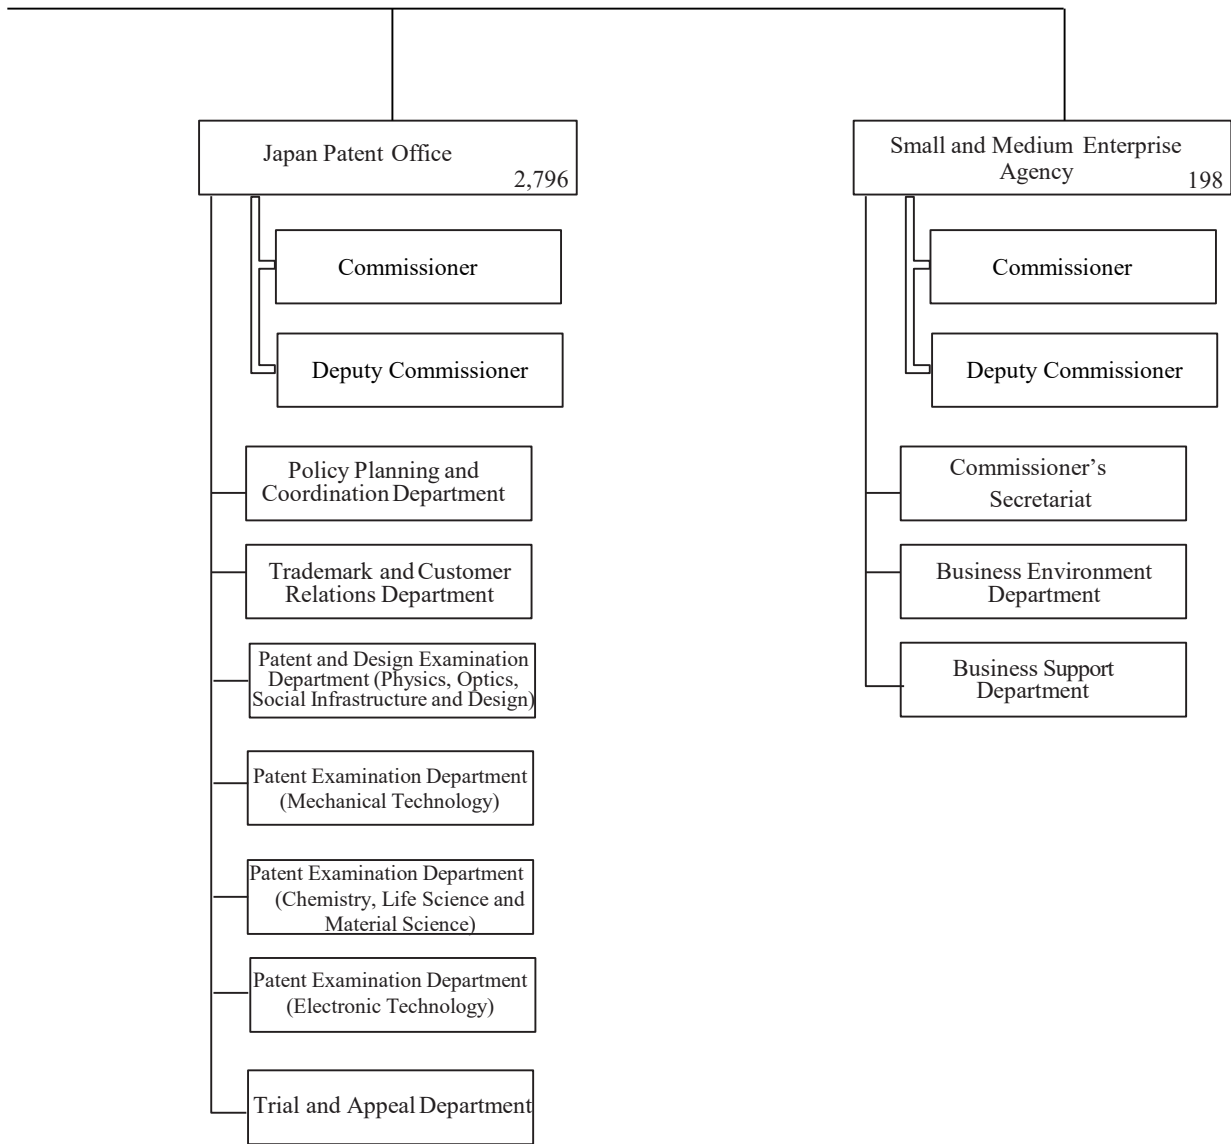 Japan Patent Office
2,796
Commissioner
Deputy Commissioner
Policy Planning and
Coordination Department
Trademark and Customer
Relations Department
Patent and Design Examination
Department (Physics, Optics,
Social Infrastructure and Design)
Patent Examination Department
(Mechanical Technology)
Patent Examination Department
(Chemistry, Life Science and
Material Science)
Patent Examination Department
(Electronic Technology)
Trial and Appeal Department
Small and Medium Enterprise
Agency
198
Commissioner
Deputy Commissioner
Commissioner’s
Secretariat
Business Environment
Department
Business Support
Department